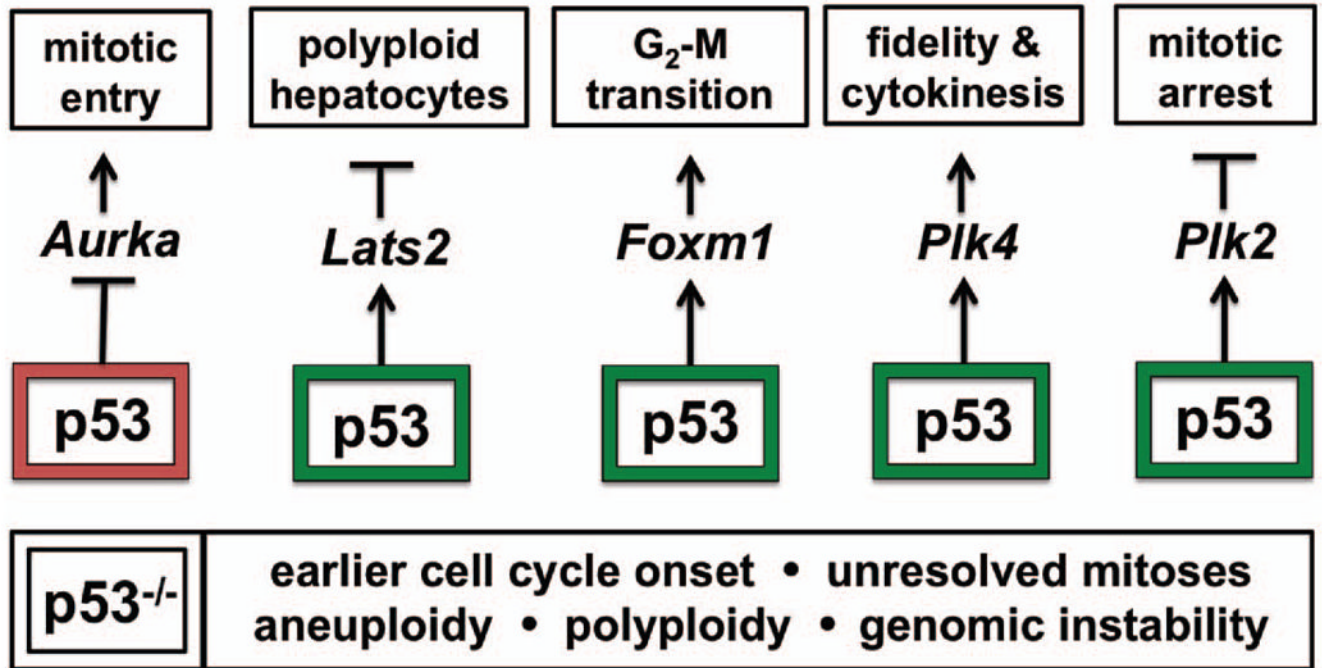 mitotic entry
polyploid hepatocytes
G₂-M transition
fidelity & cytokinesis
mitotic arrest
Aurka
Lats2
Foxm1
Plk4
Plk2
p53
p53
p53
p53
p53
p53-/-
earlier cell cycle onset • unresolved mitoses
aneuploidy • polyploidy • genomic instability